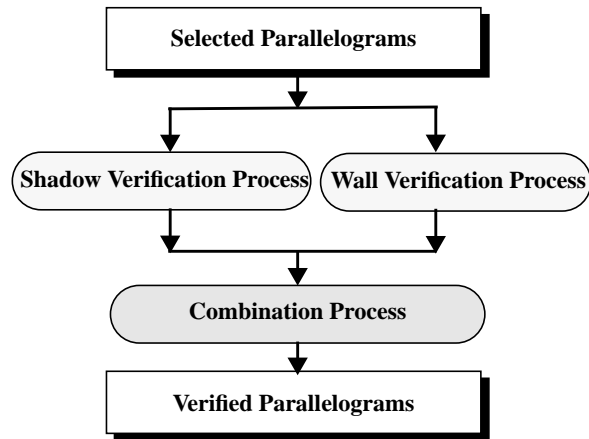 Selected Parallelograms
Shadow Verification Process
Wall Verification Process
Combination Process
Verified Parallelograms